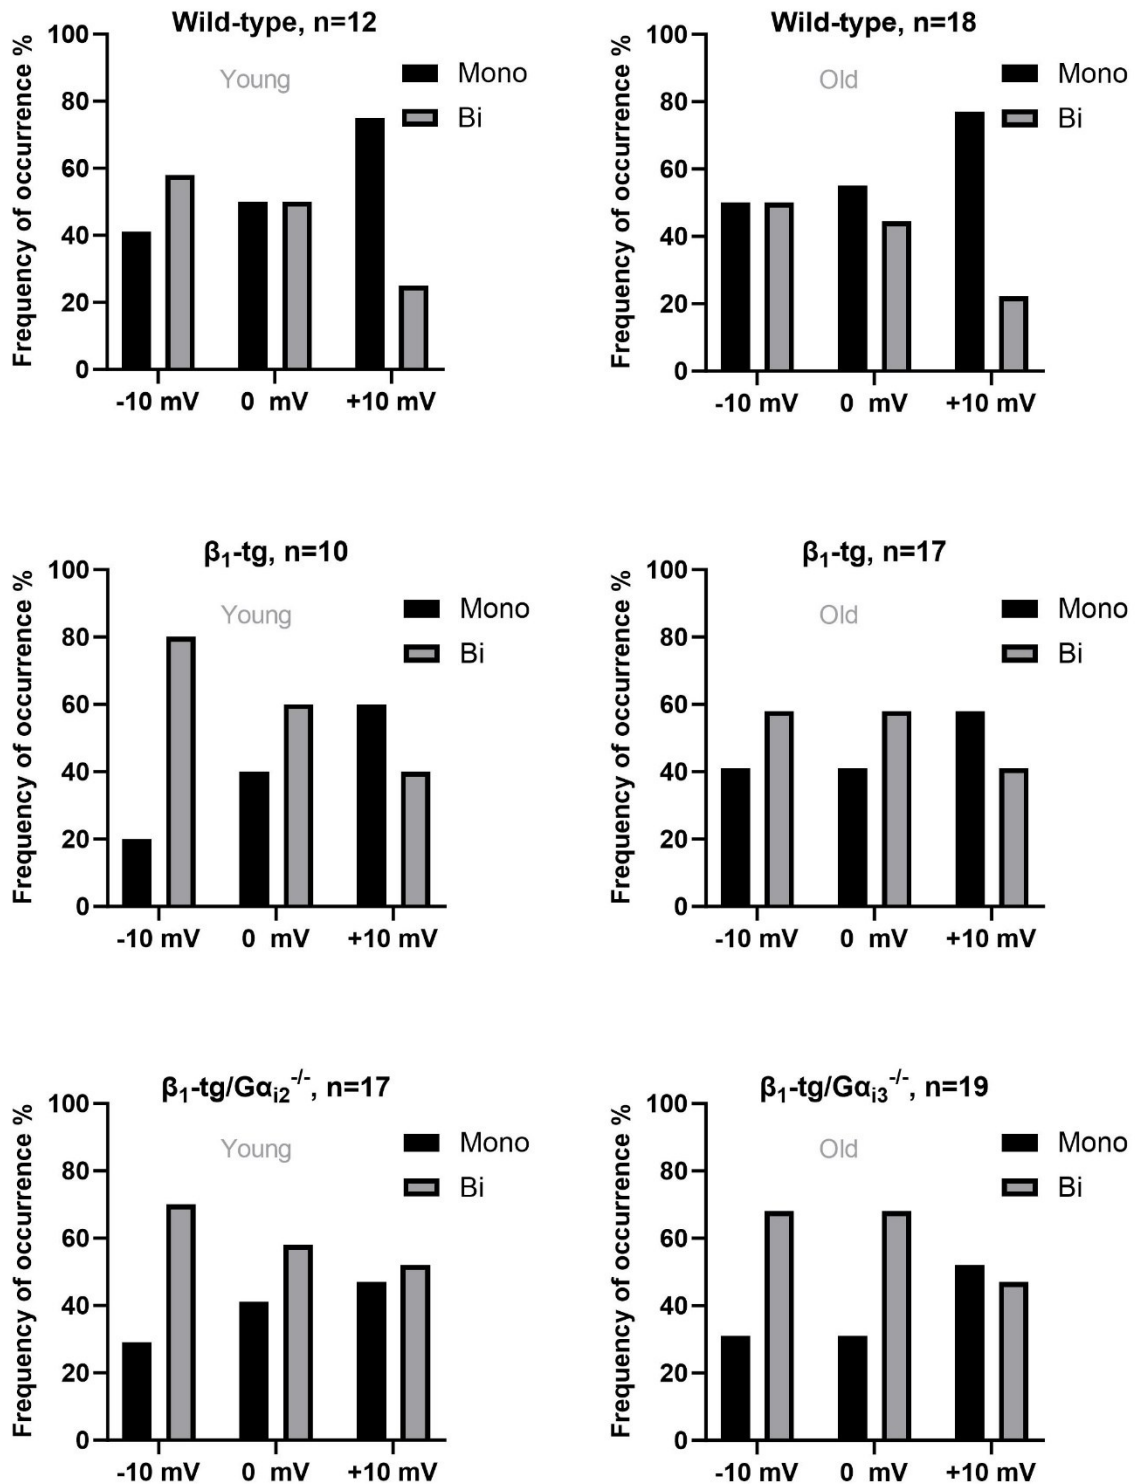 Wild-type, n=12
Young
Mono
Bi
Frequency of occurrence %
100
80
60
40
20
0
-10 mV 0 mV +10 mV
Wild-type, n=18
Old
Mono
Bi
Frequency of occurrence %
100
80
60
40
20
0
-10 mV 0 mV +10 mV
β₁-tg, n=10
Young
Mono
Bi
Frequency of occurrence %
100
80
60
40
20
0
-10 mV 0 mV +10 mV
β₁-tg, n=17
Old
Mono
Bi
Frequency of occurrence %
100
80
60
40
20
0
-10 mV 0 mV +10 mV
β₁-tg/Gαᵢ₂⁻/⁻, n=17
Young
Mono
Bi
Frequency of occurrence %
100
80
60
40
20
0
-10 mV 0 mV +10 mV
β₁-tg/Gαᵢ₃⁻/⁻, n=19
Old
Mono
Bi
Frequency of occurrence %
100
80
60
40
20
0
-10 mV 0 mV +10 mV